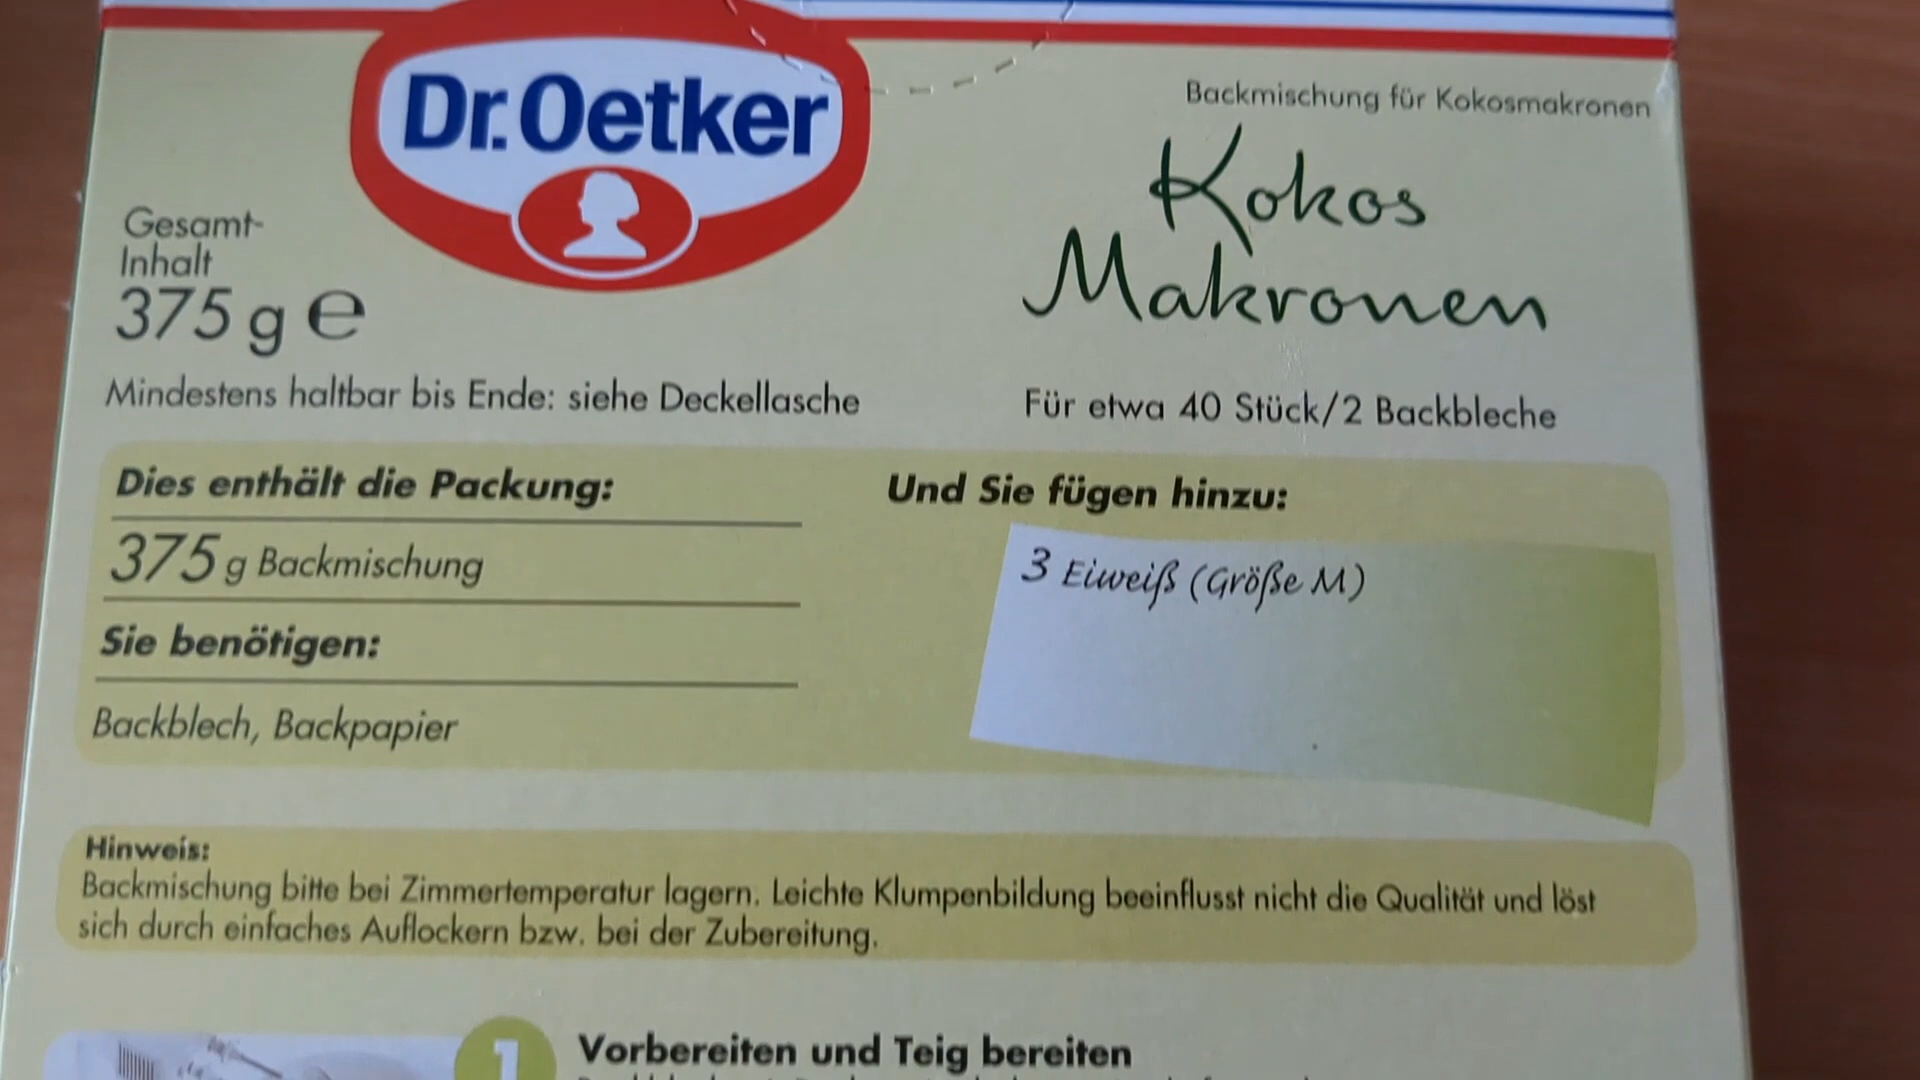 Dr. Oetker
Backmischung für Kokosmakronen
Kokos
Makronen
Gesamt-
Inhalt
375 g e
Mindestens haltbar bis Ende: siehe Deckellasche
Für etwa 40 Stück/2 Backbleche
Dies enthält die Packung:
375 g Backmischung
Sie benötigen:
Backblech, Backpapier
Und Sie fügen hinzu:
3 Eiweiß (Größe M)
Hinweis:
Backmischung bitte bei Zimmertemperatur lagern. Leichte Klumpenbildung beeinflusst nicht die Qualität und löst
sich durch einfaches Auflockern bzw. bei der Zubereitung.
1
Vorbereiten und Teig bereiten